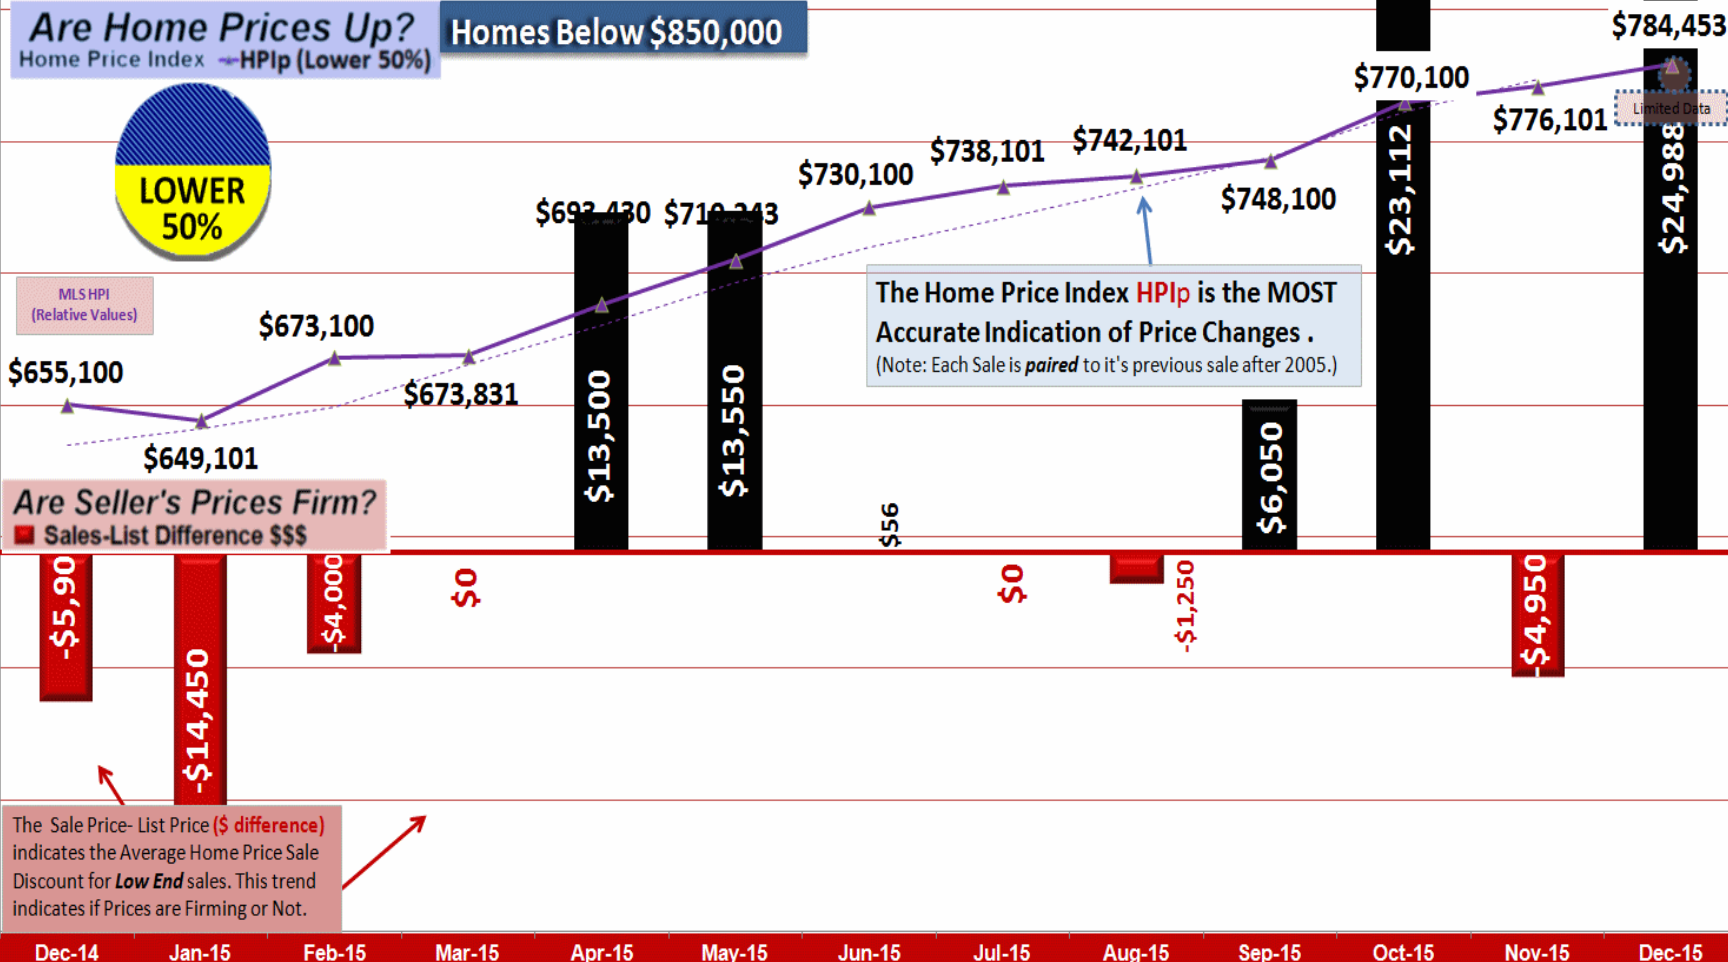 Are Home Prices Up?
Home Price Index HPIp (Lower 50%)
Homes Below $850,000
LOWER
50%
MLS HPI
(Relative Values)
$655,100
$649,101
$673,100
$673,831
$693,430
$730,100
$738,101
$742,101
$748,100
$770,100
$776,101
$784,453
Limited Data
The Home Price Index HPIp is the MOST
Accurate Indication of Price Changes .
(Note: Each Sale is paired to it's previous sale after 2005.)
Are Seller's Prices Firm?
Sales-List Difference $$$
-$5,90
-$14,450
-$4,000
$0
$13,500
$13,550
$56
$0
-$1,250
$6,050
$23,112
-$4,950
$24,988
The Sale Price- List Price ($ difference)
indicates the Average Home Price Sale
Discount for Low End sales. This trend
indicates if Prices are Firming or Not.
Dec-14 Jan-15 Feb-15 Mar-15 Apr-15 May-15 Jun-15 Jul-15 Aug-15 Sep-15 Oct-15 Nov-15 Dec-15